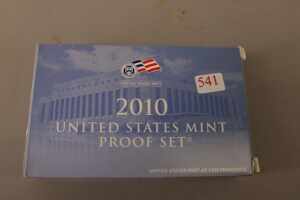 541
2010
UNITED STATES MINT
PROOF SET®